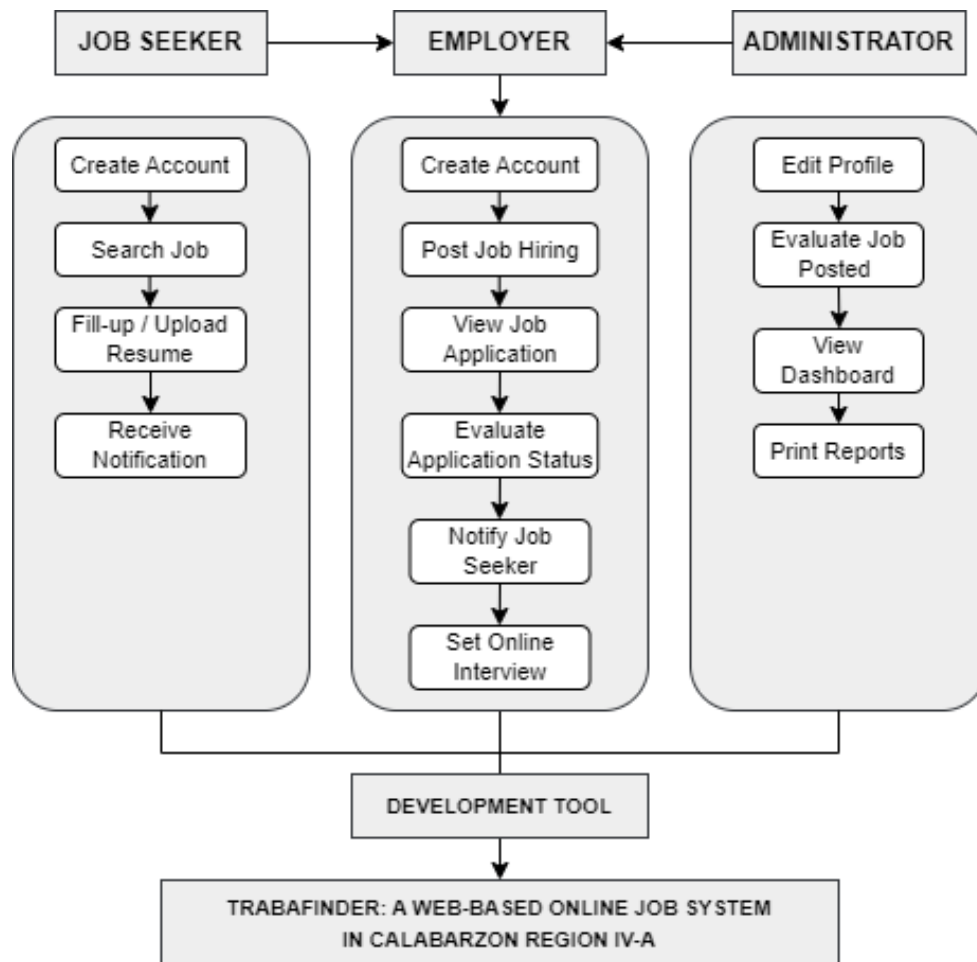 JOB SEEKER
EMPLOYER
ADMINISTRATOR
Create Account
Search Job
Fill-up / Upload
Resume
Receive
Notification
Create Account
Post Job Hiring
View Job
Application
Evaluate
Application Status
Notify Job
Seeker
Set Online
Interview
Edit Profile
Evaluate Job
Posted
View
Dashboard
Print Reports
DEVELOPMENT TOOL
TRABAFINDER: A WEB-BASED ONLINE JOB SYSTEM
IN CALABARZON REGION IV-A